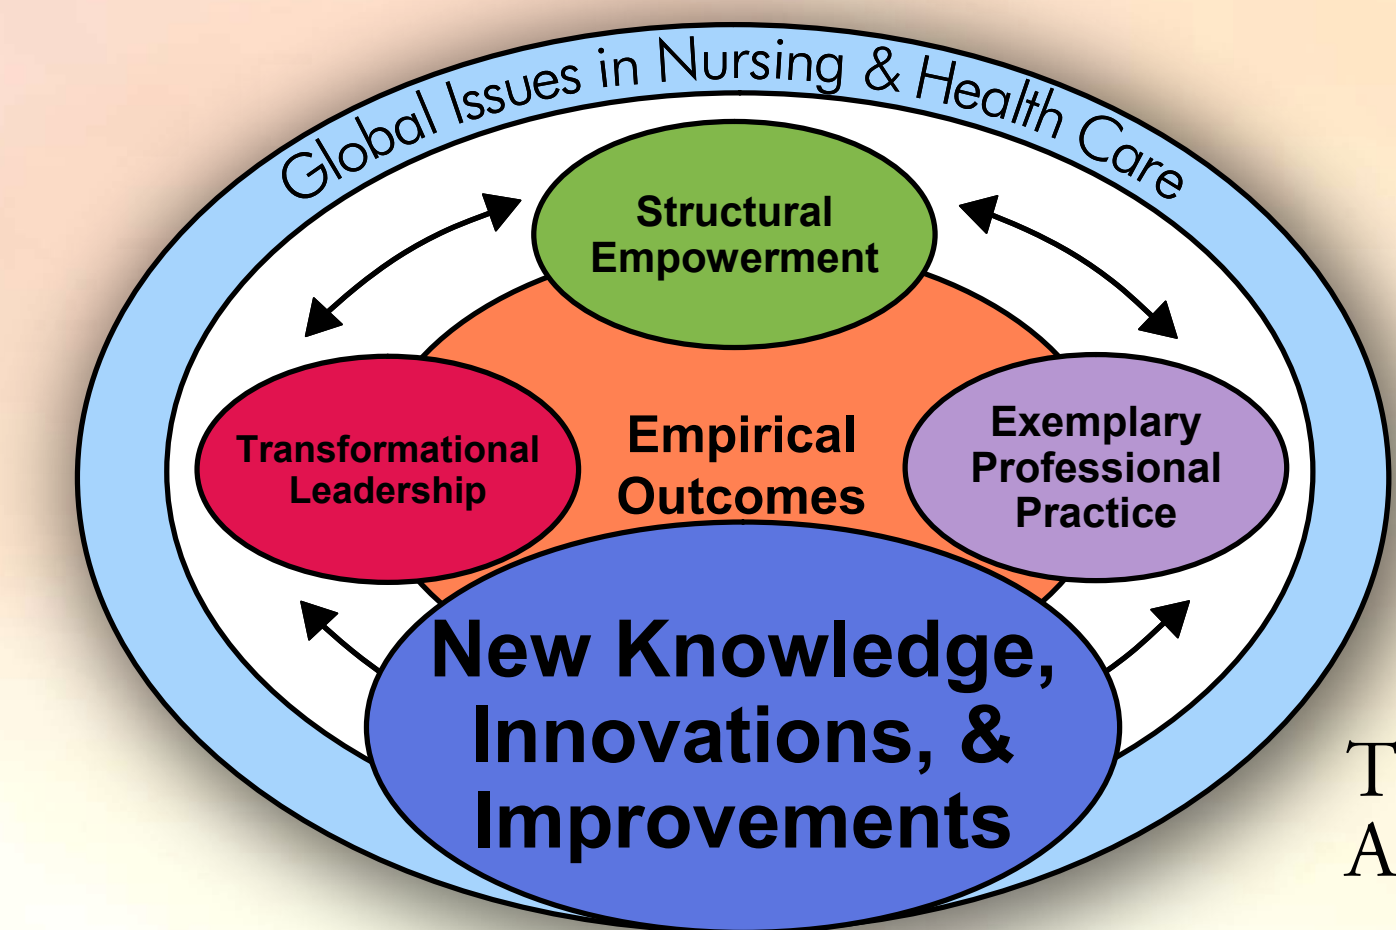 Global Issues in Nursing & Health Care
Structural
Empowerment
Transformational
Leadership
Empirical
Outcomes
Exemplary
Professional
Practice
New Knowledge,
Innovations, &
Improvements
T
A